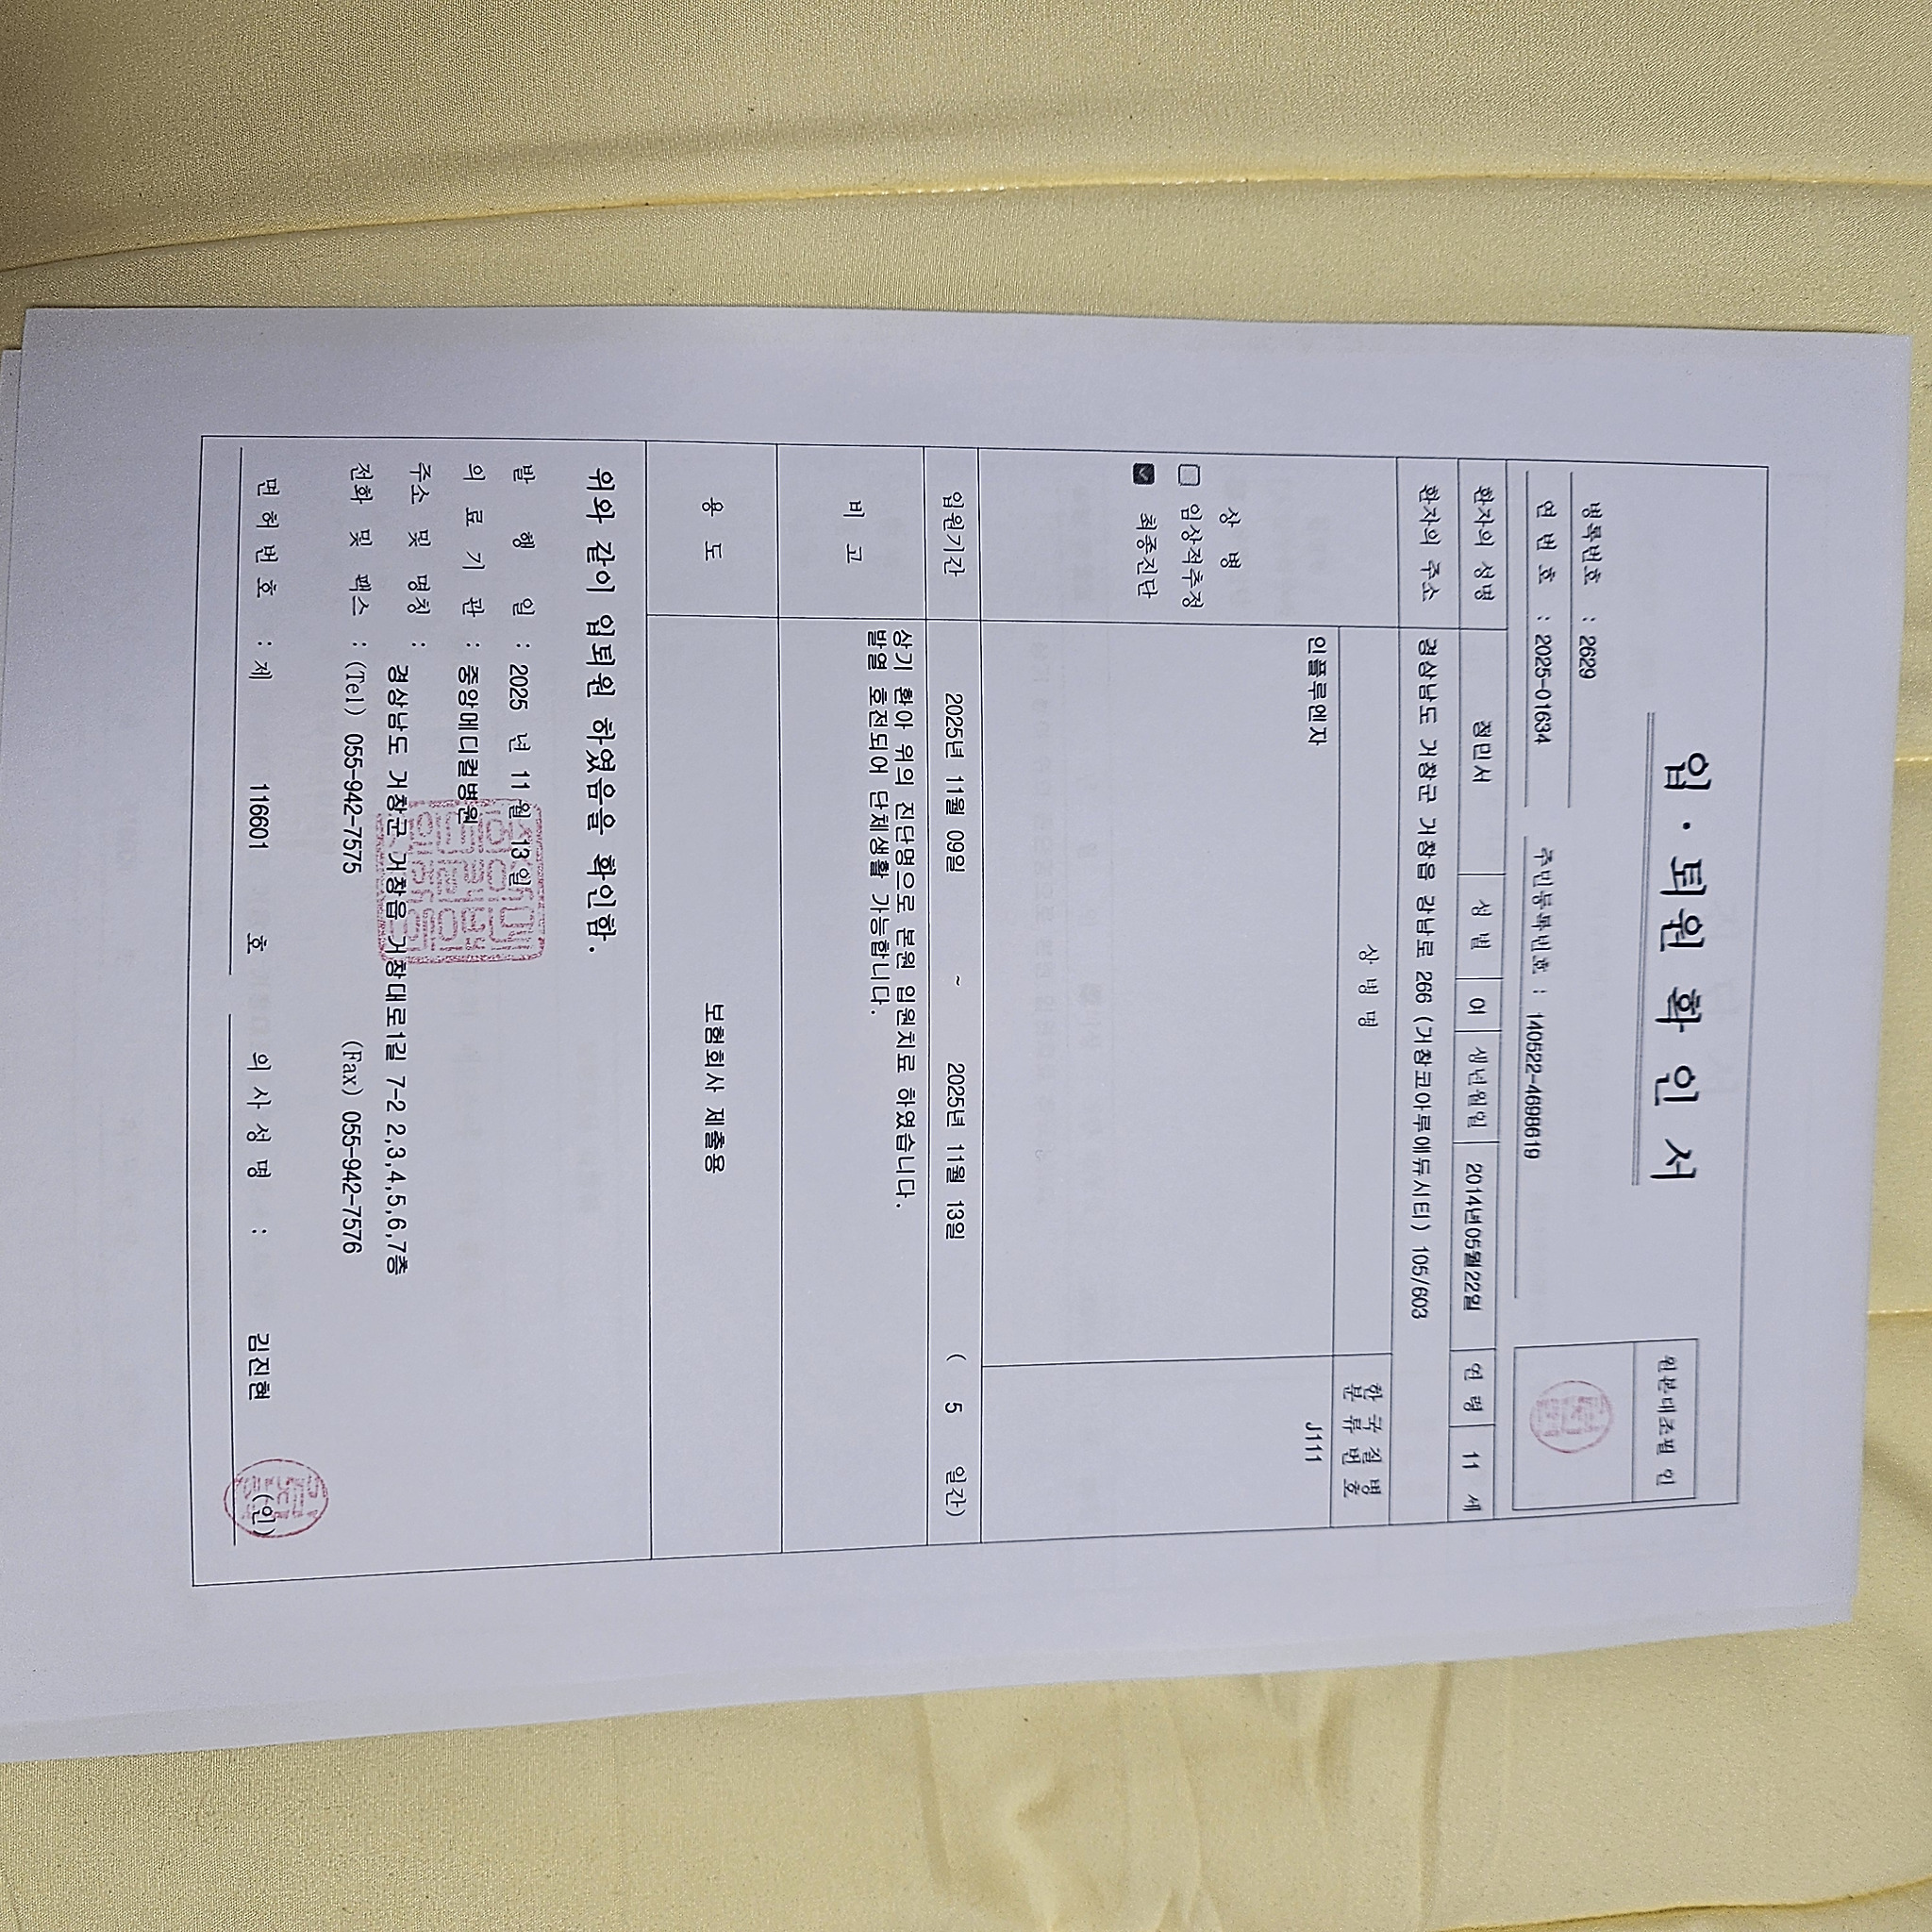 입 · 퇴 원 확 인 서
원본대조필 인
병록번호 : 2629
연 번 호 : 2025-01634 주민등록번호 : 140522-4698619
환자의 성명 정민서 성 별 여 생년월일 2014년05월22일 연 령 11 세
환자의 주소 경상남도 거창군 거창읍 강남로 266 (거창코아루에듀시티) 105/603
상 병
임상적추정
최종진단
상 병 명
한 국 질 병
분 류 번 호
인플루엔자 J111
입원기간 2025년 11월 09일 ~ 2025년 11월 13일 ( 5 일간)
비 고
상기 환아 위의 진단명으로 본원 입원치료 하였습니다.
발열 호전되어 단체생활 가능합니다.
용 도 보험회사 제출용
위와 같이 입퇴원 하였음을 확인함.
발 행 일 : 2025 년 11 월 13 일
의 료 기 관 : 중앙메디컬병원
주소 및 명칭 : 경상남도 거창군 거창읍 거창대로1길 7-2 2,3,4,5,6,7층
전화 및 팩스 : (Tel) 055-942-7575 (Fax) 055-942-7576
면 허 번 호 : 제 116601 호 의 사 성 명 : 김진현 (인)